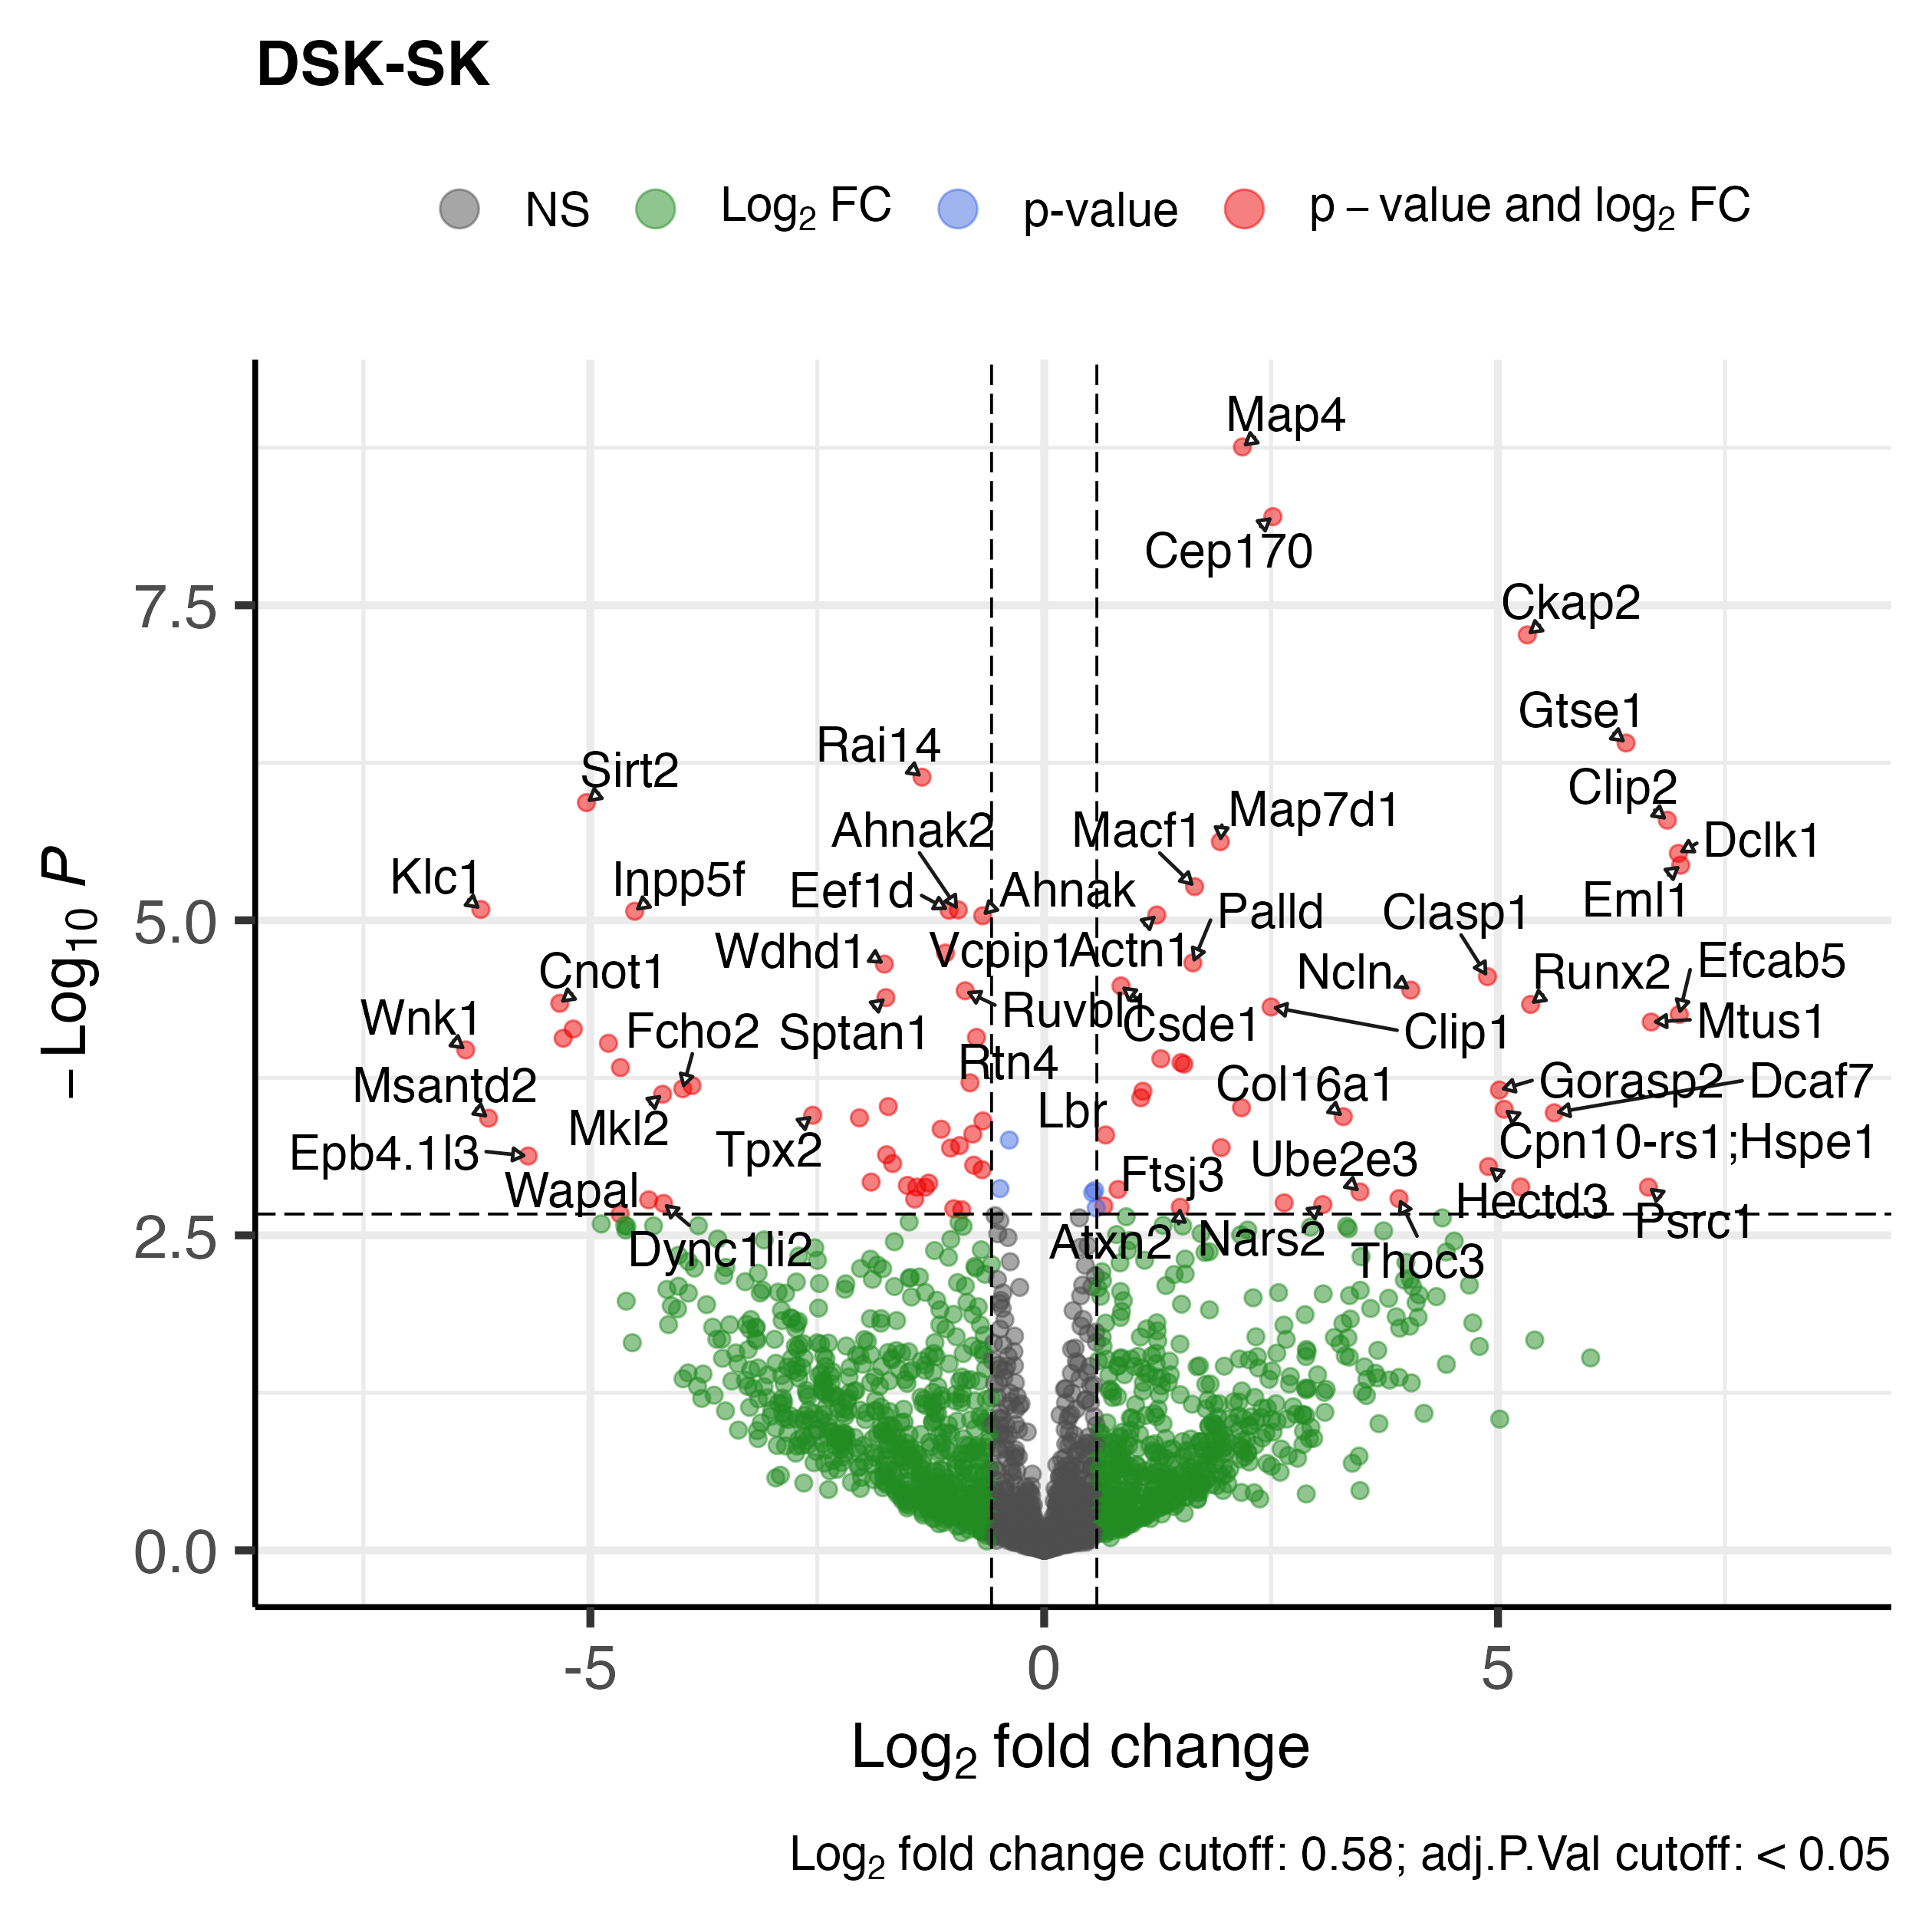 DSK-SK
NS Log2 FC p-value p – value and log2 FC
Map4
Cep170
7.5
Ckap2
Gtse1
Rai14
Sirt2
Clip2
Map7d1
Ahnak2
Macf1
Dclk1
Klc1
Inpp5f
Eef1d
Ahnak
Eml1
Palld
Clasp1
5.0
Wdhd1
Vcpip1
Actn1
Efcab5
Cnot1
Ncln
Runx2
Ruvbl1
Wnk1
Fcho2
Sptan1
Csde1
Clip1
Mtus1
Rtn4
Msantd2
Col16a1
Gorasp2
Dcaf7
Lbr
Mkl2
Tpx2
Cpn10-rs1;Hspe1
Epb4.1l3
Ube2e3
Ftsj3
Wapal
Hectd3
Psrc1
2.5
Dync1li2
Atxn2
Nars2
Thoc3
0.0
– Log10 P
-5 0 5
Log2 fold change
Log2 fold change cutoff: 0.58; adj.P.Val cutoff: < 0.05